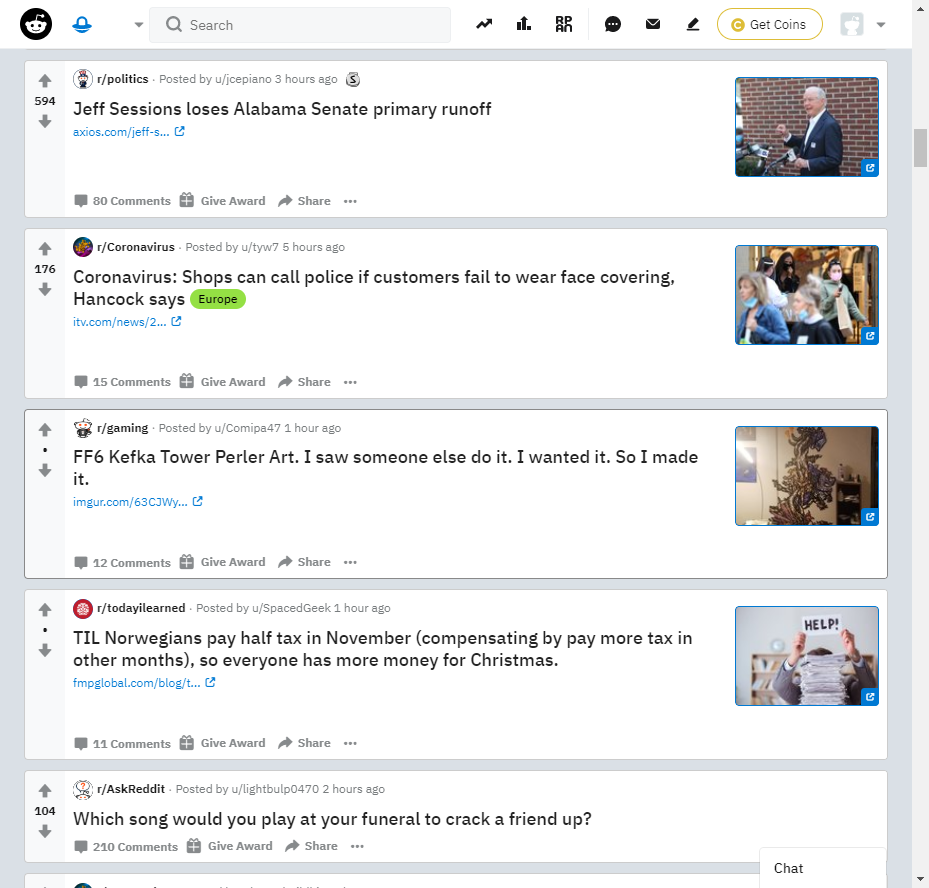 Search
Get Coins
r/politics · Posted by u/jcepiano 3 hours ago
594
Jeff Sessions loses Alabama Senate primary runoff
axios.com/jeff-s...
80 Comments Give Award Share
r/Coronavirus · Posted by u/tyw7 5 hours ago
176
Coronavirus: Shops can call police if customers fail to wear face covering,
Hancock says Europe
itv.com/news/2...
15 Comments Give Award Share
r/gaming · Posted by u/Comipa47 1 hour ago
•
FF6 Kefka Tower Perler Art. I saw someone else do it. I wanted it. So I made
it.
imgur.com/63CJWy...
12 Comments Give Award Share
r/todayilearned · Posted by u/SpacedGeek 1 hour ago
•
HELP!
TIL Norwegians pay half tax in November (compensating by pay more tax in
other months), so everyone has more money for Christmas.
fmpglobal.com/blog/t...
11 Comments Give Award Share
r/AskReddit · Posted by u/lightbulp0470 2 hours ago
104
Which song would you play at your funeral to crack a friend up?
210 Comments Give Award Share
Chat